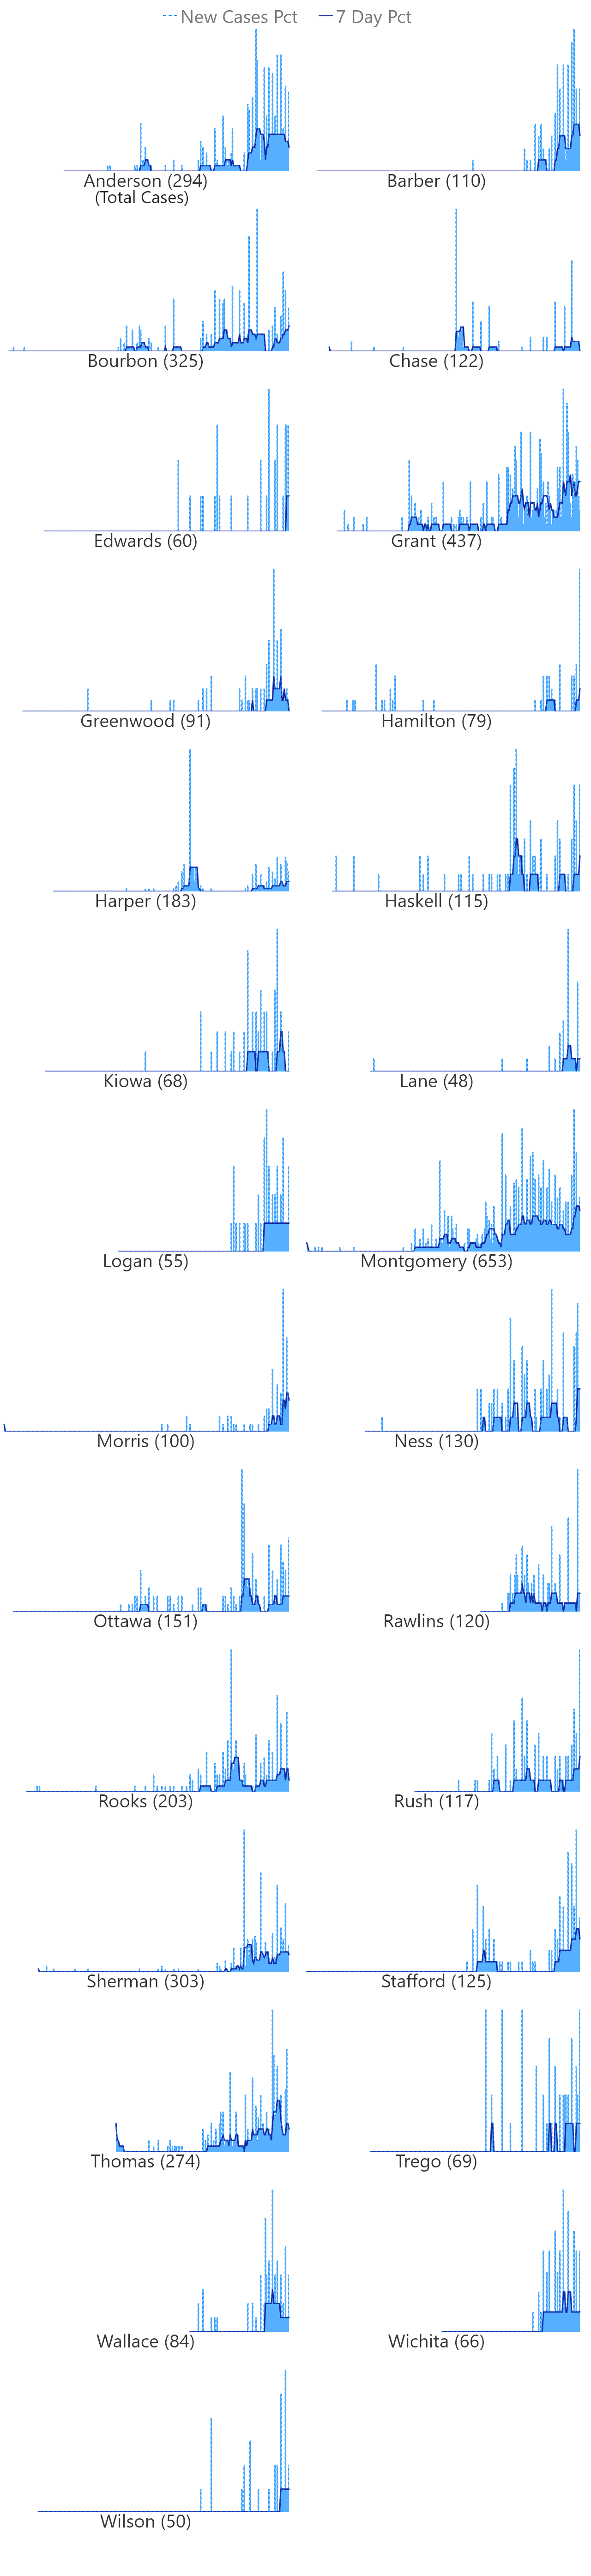 New Cases Pct 7 Day Pct
Anderson (294) Barber (110)
(Total Cases)
Bourbon (325) Chase (122)
Edwards (60) Grant (437)
Greenwood (91) Hamilton (79)
Harper (183) Haskell (115)
Kiowa (68) Lane (48)
Logan (55) Montgomery (653)
Morris (100) Ness (130)
Ottawa (151) Rawlins (120)
Rooks (203) Rush (117)
Sherman (303) Stafford (125)
Thomas (274) Trego (69)
Wallace (84) Wichita (66)
Wilson (50)